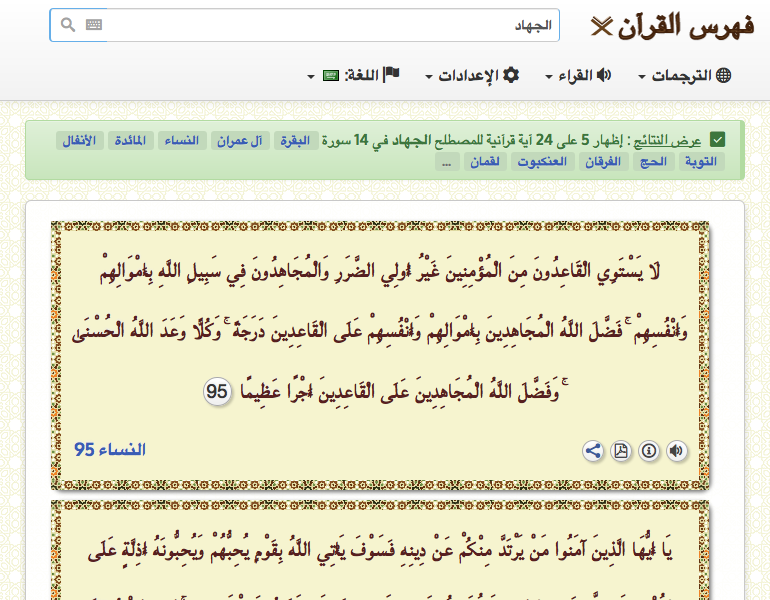 فهرس القرآن
الجهاد
الترجمات القراء الإعدادات اللغة:
عرض النتائج : إظهار 5 على 24 آية قرآنية للمصطلح الجهاد في 14 سورة البقرة آل عمران النساء المائدة الأنفال
التوبة الحج الفرقان العنكبوت لقمان ...
لَا يَسْتَوِي الْقَاعِدُونَ مِنَ الْمُؤْمِنِينَ غَيْرُ أُولِي الضَّرَرِ وَالْمُجَاهِدُونَ فِي سَبِيلِ اللَّهِ بِأَمْوَالِهِمْ
وَأَنْفُسِهِمْ ۚ فَضَّلَ اللَّهُ الْمُجَاهِدِينَ بِأَمْوَالِهِمْ وَأَنْفُسِهِمْ عَلَى الْقَاعِدِينَ دَرَجَةً ۚ وَكُلًّا وَعَدَ اللَّهُ الْحُسْنَىٰ
ۚ وَفَضَّلَ اللَّهُ الْمُجَاهِدِينَ عَلَى الْقَاعِدِينَ أَجْرًا عَظِيمًا 95
النساء 95
يَا أَيُّهَا الَّذِينَ آمَنُوا مَنْ يَرْتَدَّ مِنْكُمْ عَنْ دِينِهِ فَسَوْفَ يَأْتِي اللَّهُ بِقَوْمٍ يُحِبُّهُمْ وَيُحِبُّونَهُ أَذِلَّةٍ عَلَى